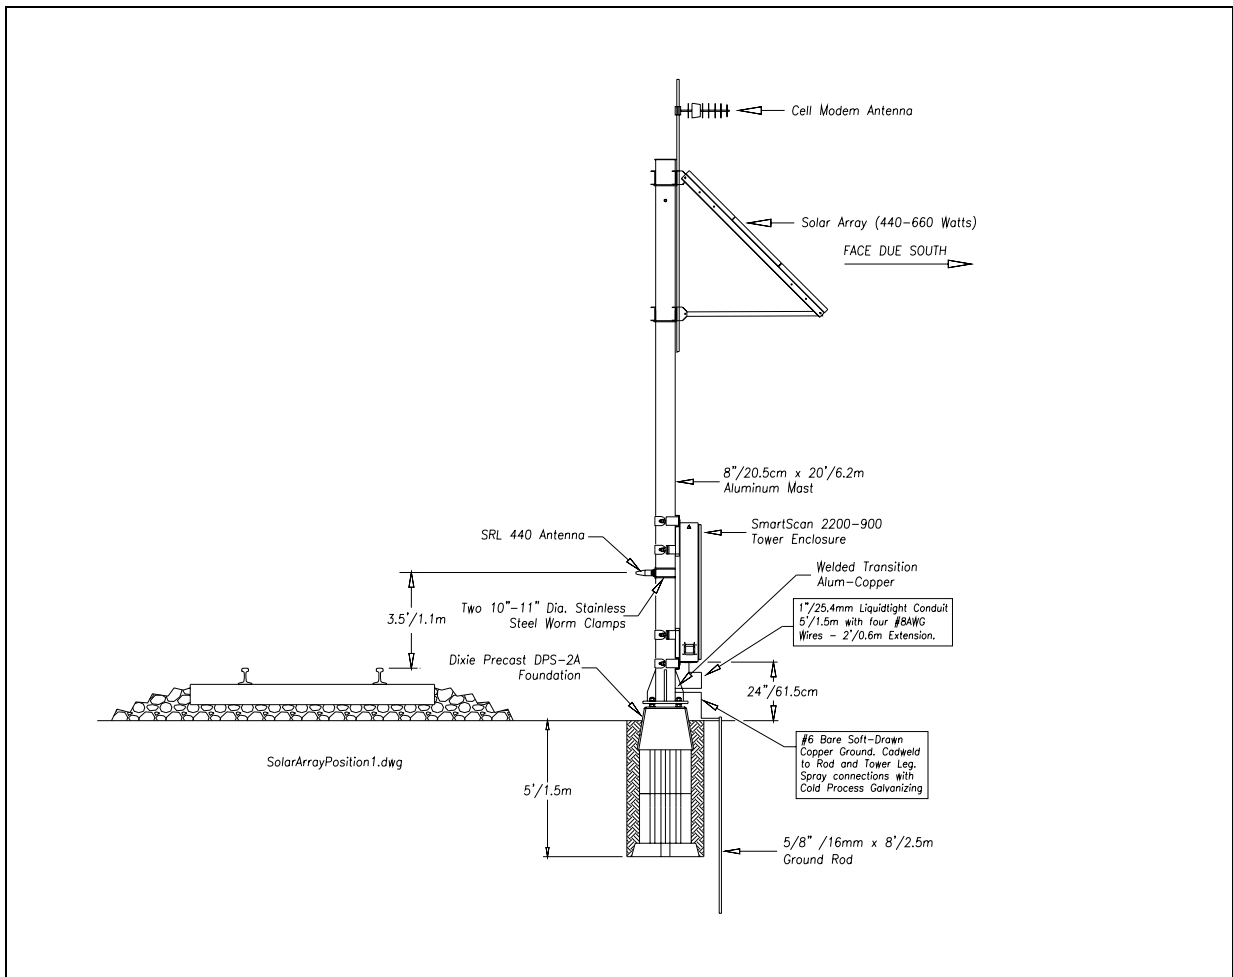 Cell Modem Antenna
Solar Array (440-660 Watts)
FACE DUE SOUTH
8"/20.5cm x 20'/6.2m
Aluminum Mast
SmartScan 2200-900
Tower Enclosure
SRL 440 Antenna
Welded Transition
Alum-Copper
Two 10"-11" Dia. Stainless
Steel Worm Clamps
1"/25.4mm Liquidtight Conduit
5'/1.5m with four #8AWG
Wires - 2'/0.6m Extension.
3.5'/1.1m
Dixie Precast DPS-2A
Foundation
24"/61.5cm
#6 Bare Soft-Drawn
Copper Ground. Cadweld
to Rod and Tower Leg.
Spray connections with
Cold Process Galvanizing
SolarArrayPosition1.dwg
5'/1.5m
5/8" /16mm x 8'/2.5m
Ground Rod